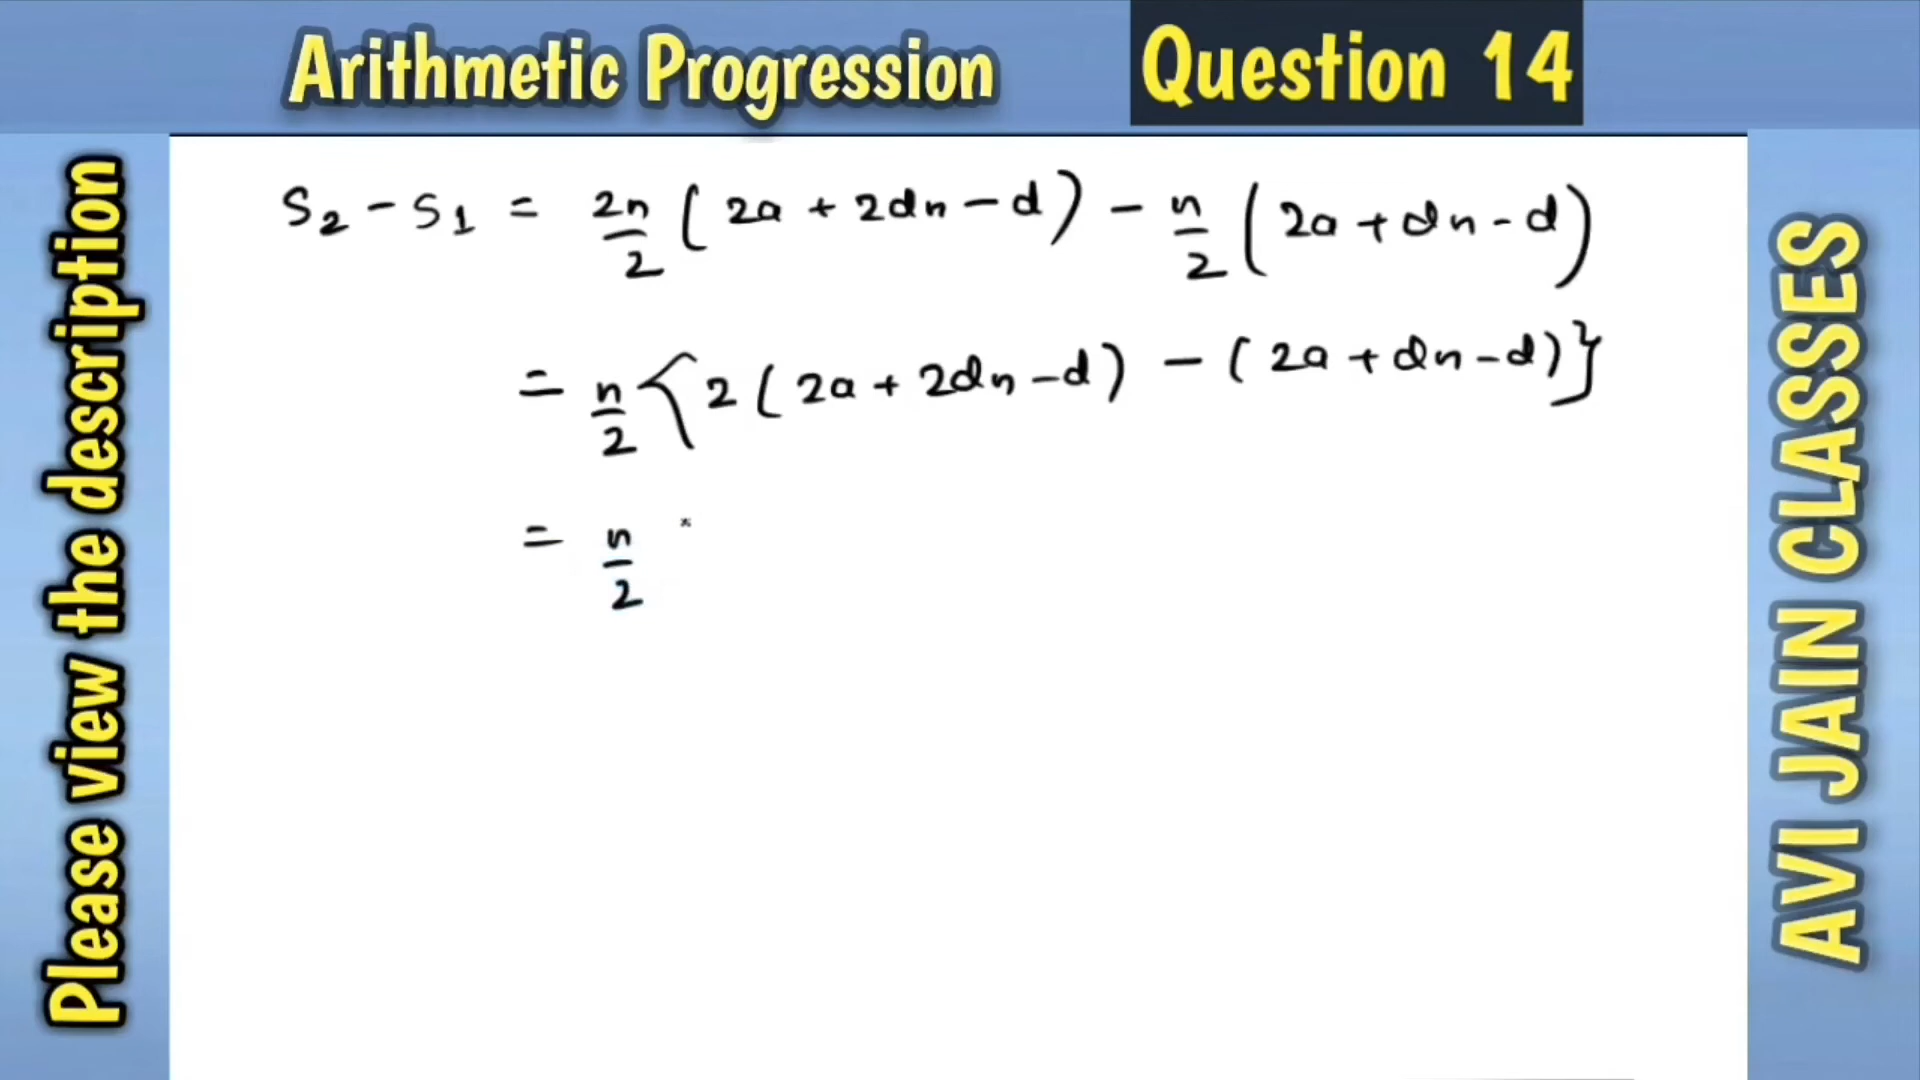 Arithmetic Progression
Question 14
Please view the description
S₂ - S₁ = 2n/2 (2a + 2dn - d) - n/2 (2a + dn - d)
= n/2 {2(2a + 2dn - d) - (2a + dn - d)}
= n/2
AVI JAIN CLASSES